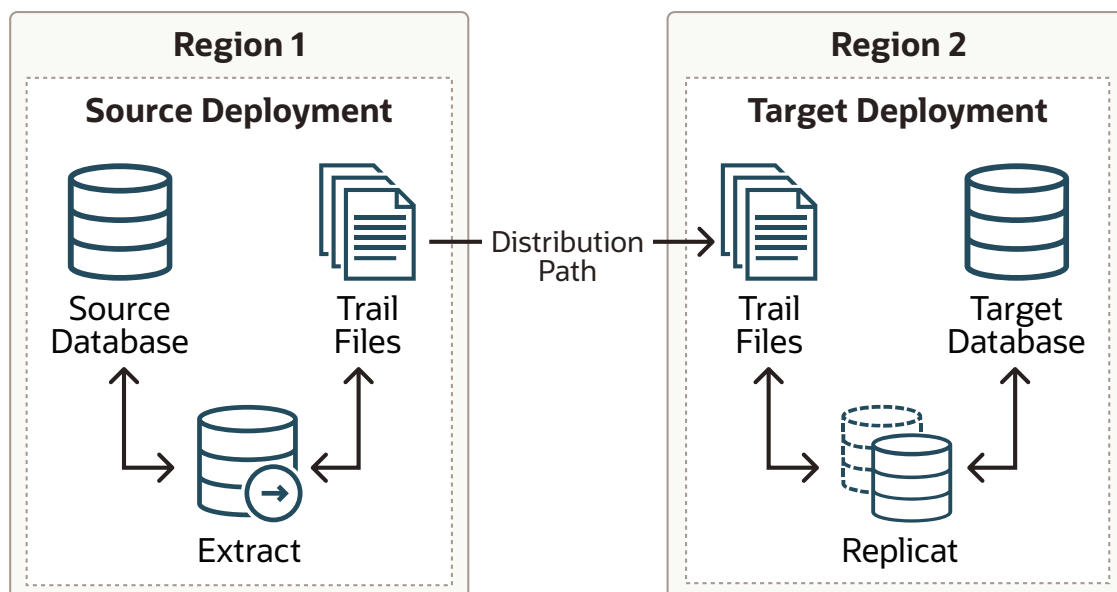 Region 1
Source Deployment
Source
Database
Trail
Files
Extract
Distribution
Path
Region 2
Target Deployment
Trail
Files
Target
Database
Replicat